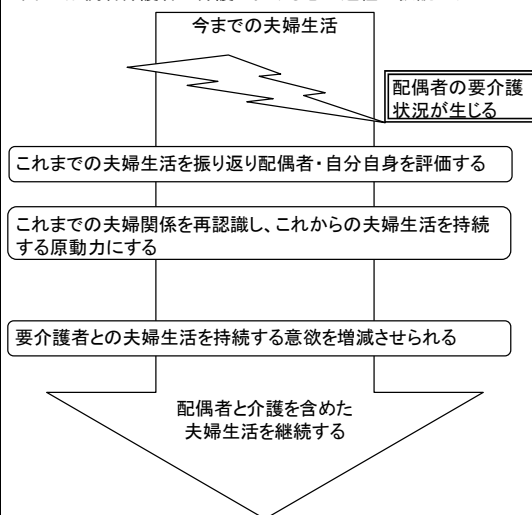 今までの夫婦生活
配偶者の要介護
状況が生じる
これまでの夫婦生活を振り返り配偶者・自分自身を評価する
これまでの夫婦関係を再認識し、これからの夫婦生活を持続
する原動力にする
要介護者との夫婦生活を持続する意欲を増減させられる
配偶者と介護を含めた
夫婦生活を継続する